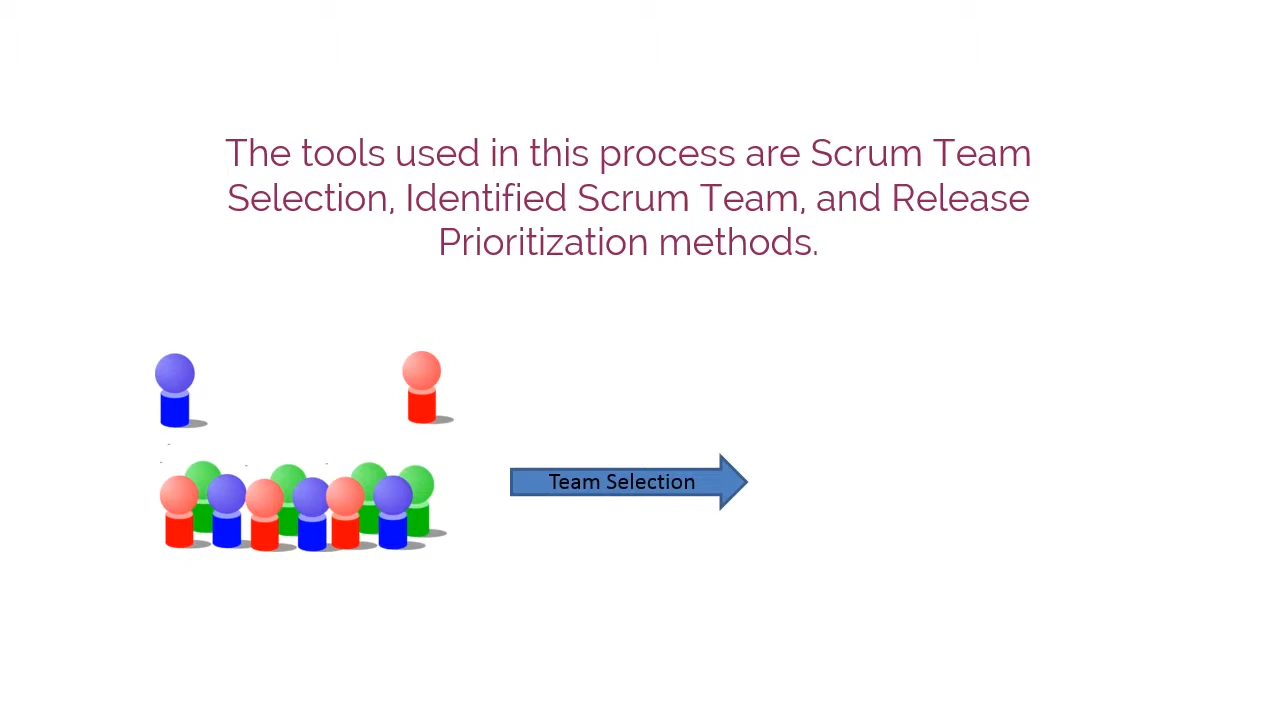 The tools used in this process are Scrum Team
Selection, Identified Scrum Team, and Release
Prioritization methods.
Team Selection